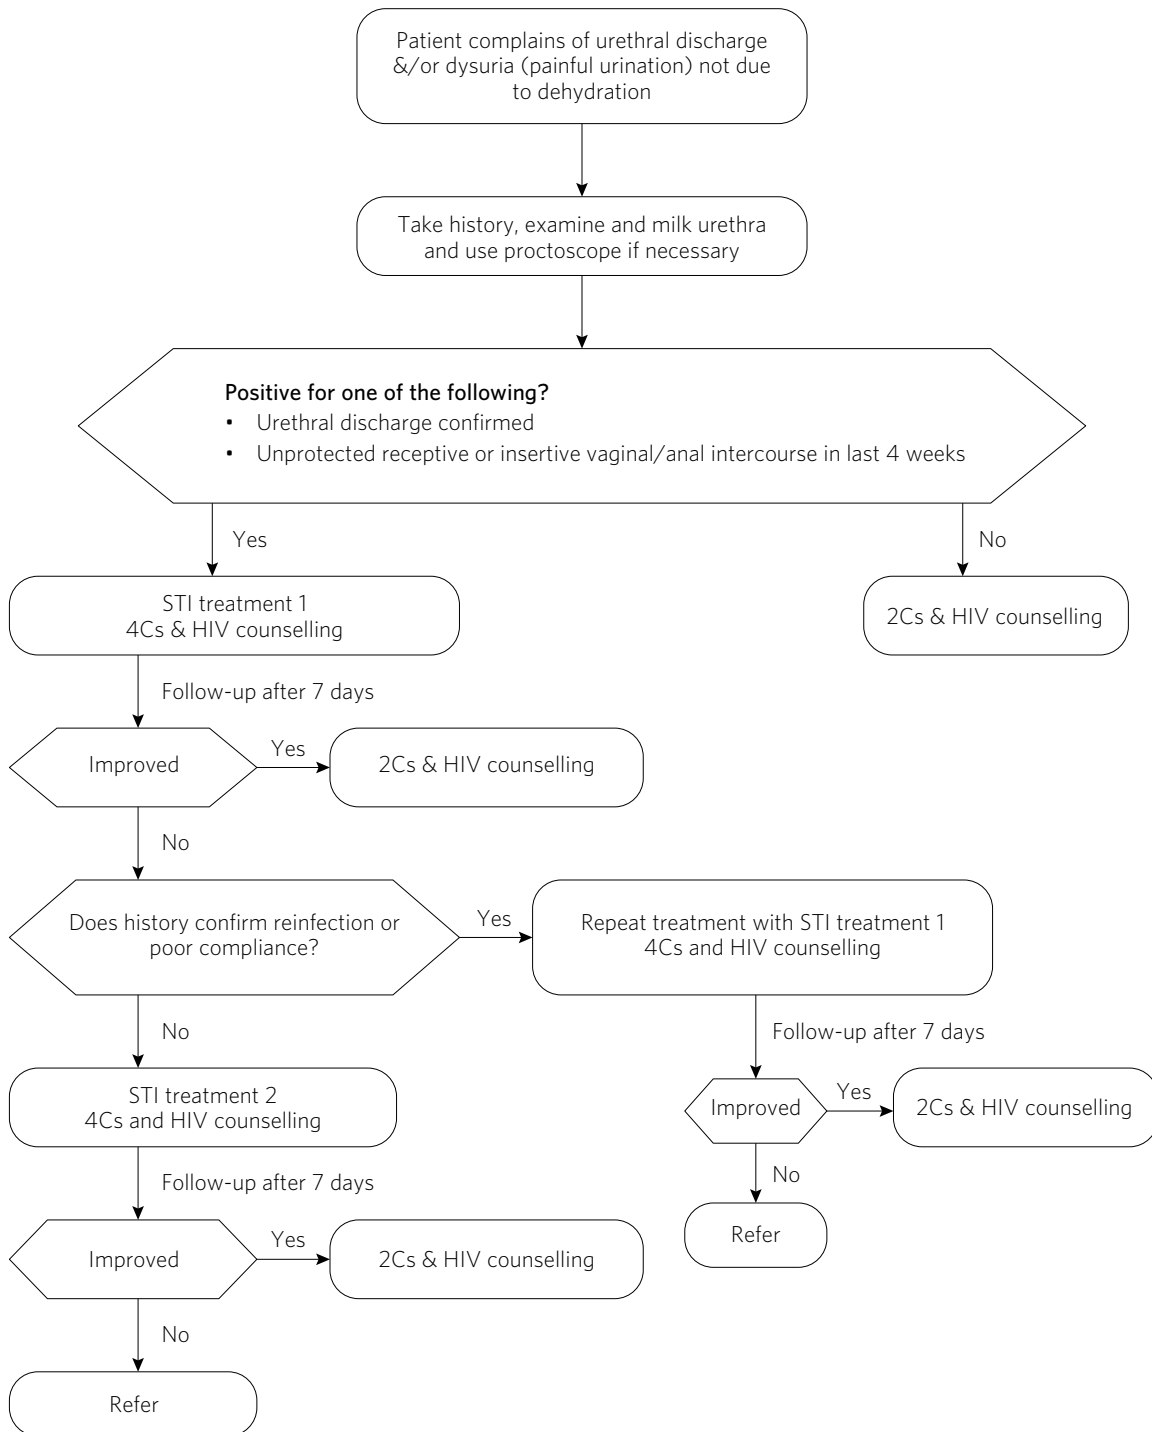 Patient complains of urethral discharge
&/or dysuria (painful urination) not due
to dehydration
Take history, examine and milk urethra
and use proctoscope if necessary
Positive for one of the following?
• Urethral discharge confirmed
• Unprotected receptive or insertive vaginal/anal intercourse in last 4 weeks
Yes
No
STI treatment 1
4Cs & HIV counselling
2Cs & HIV counselling
Follow-up after 7 days
Improved
Yes
2Cs & HIV counselling
No
Does history confirm reinfection or
poor compliance?
Yes
Repeat treatment with STI treatment 1
4Cs and HIV counselling
No
Follow-up after 7 days
STI treatment 2
4Cs and HIV counselling
Improved
Yes
2Cs & HIV counselling
Follow-up after 7 days
No
Refer
Improved
Yes
2Cs & HIV counselling
No
Refer